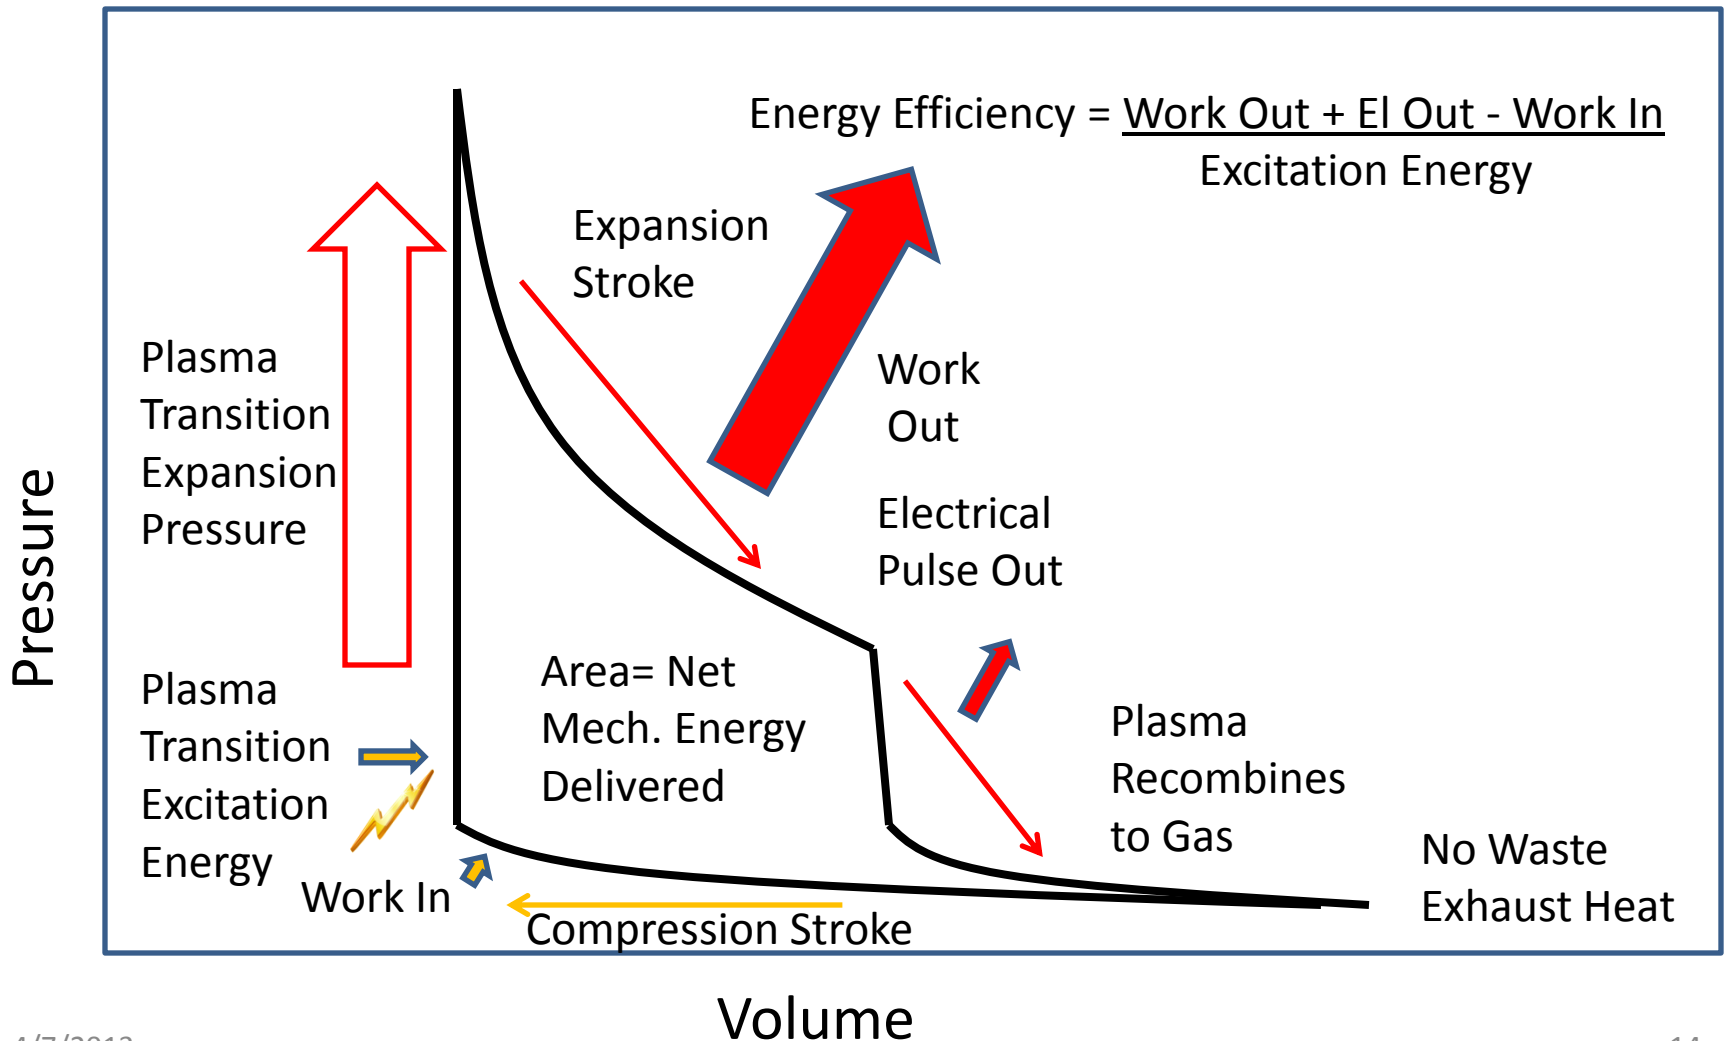 Energy Efficiency = Work Out + El Out - Work In
Excitation Energy
Expansion
Stroke
Work
Out
Plasma
Transition
Expansion
Pressure
Electrical
Pulse Out
Pressure
Plasma
Transition
Excitation
Energy
Area= Net
Mech. Energy
Delivered
Plasma
Recombines
to Gas
No Waste
Exhaust Heat
Work In
Compression Stroke
Volume